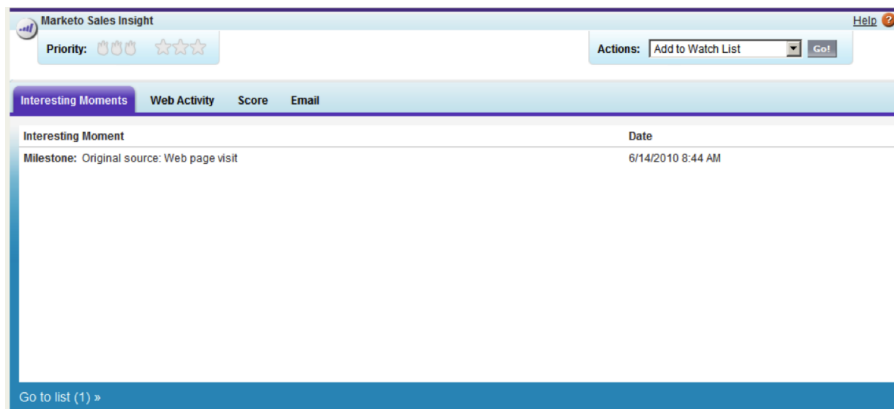 Marketo Sales Insight
Help ?
Priority:
Actions: Add to Watch List Go!
Interesting Moments Web Activity Score Email
Interesting Moment Date
Milestone: Original source: Web page visit 6/14/2010 8:44 AM
Go to list (1) »